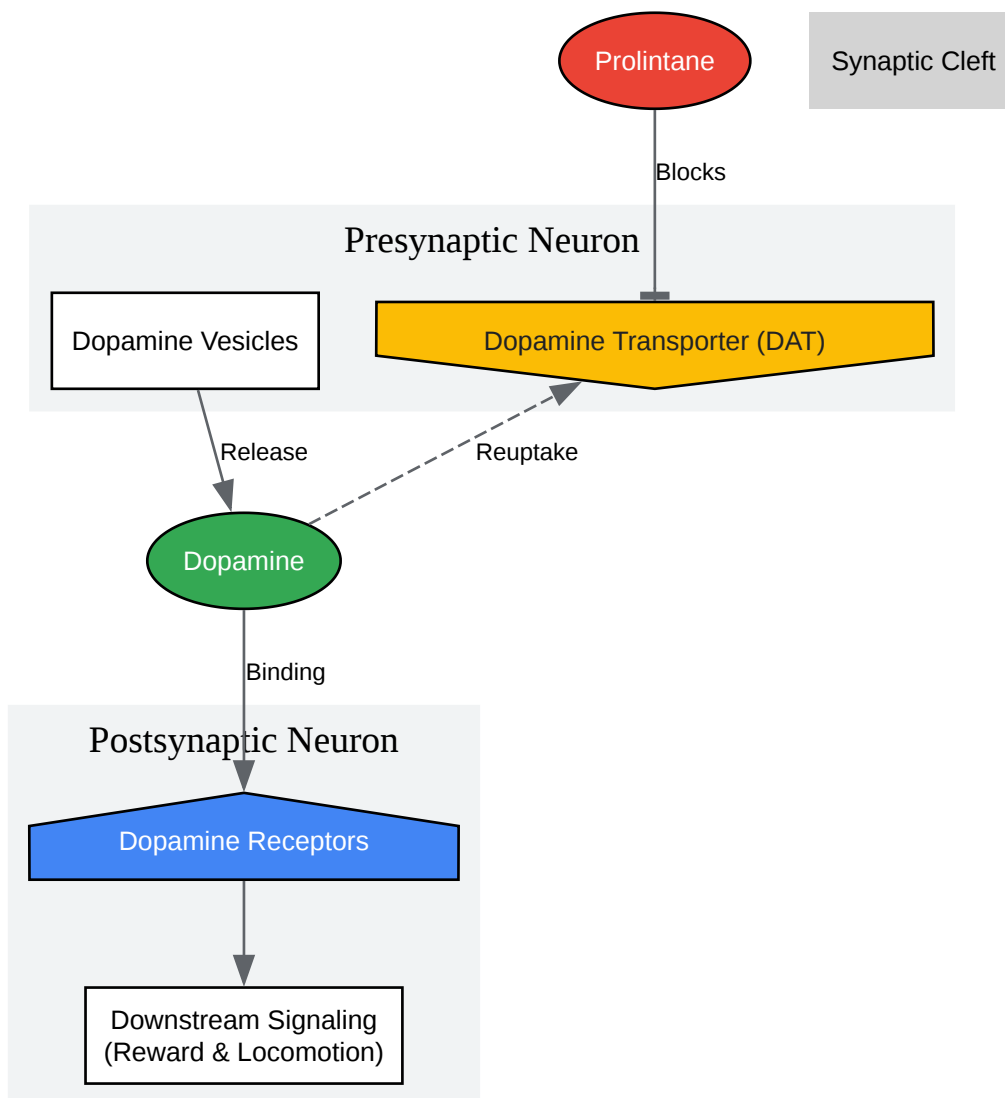 Prolintane
Synaptic Cleft
Blocks
Presynaptic Neuron
Dopamine Vesicles
Dopamine Transporter (DAT)
Release
Reuptake
Dopamine
Binding
Postsynaptic Neuron
Dopamine Receptors
Downstream Signaling
(Reward & Locomotion)